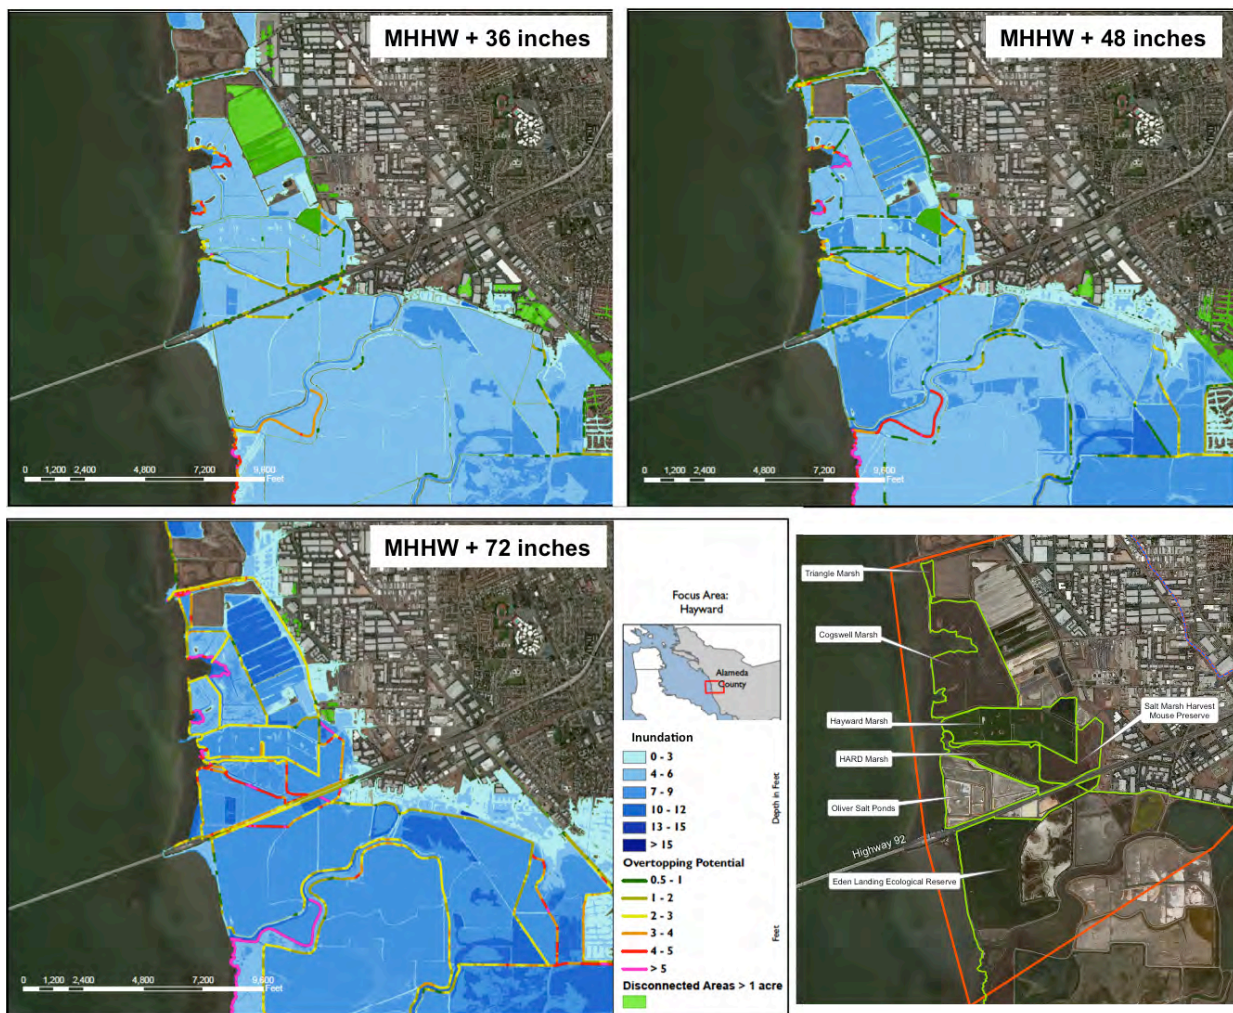 MHHW + 36 inches
0 1,200 2,400 4,800 7,200 9,600
Feet
MHHW + 48 inches
0 1,200 2,400 4,800 7,200 9,600
Feet
MHHW + 72 inches
0 1,200 2,400 4,800 7,200 9,600
Feet
Focus Area:
Hayward
Alameda
County
Inundation
0 - 3
4 - 6
7 - 9
10 - 12
13 - 15
> 15
Depth in Feet
Overtopping Potential
0.5 - 1
1 - 2
2 - 3
3 - 4
4 - 5
> 5
Feet
Disconnected Areas > 1 acre
Triangle Marsh
Cogswell Marsh
Hayward Marsh
Salt Marsh Harvest
Mouse Preserve
HARD Marsh
Oliver Salt Ponds
Highway 92
Eden Landing Ecological Reserve